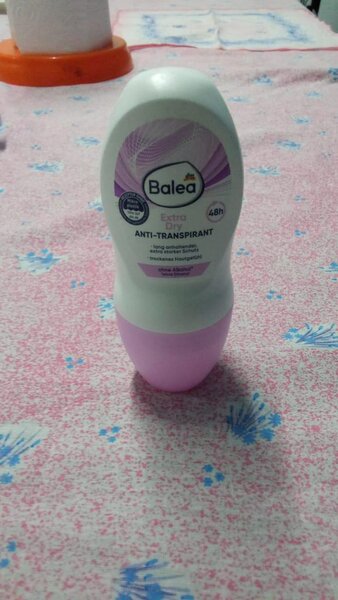 Balea
Extra
Dry
48h
ANTI-TRANSPIRANT
• lang anhaltender,
extra starker Schutz
• trockenes Hautgefühl
ohne Alkohol*